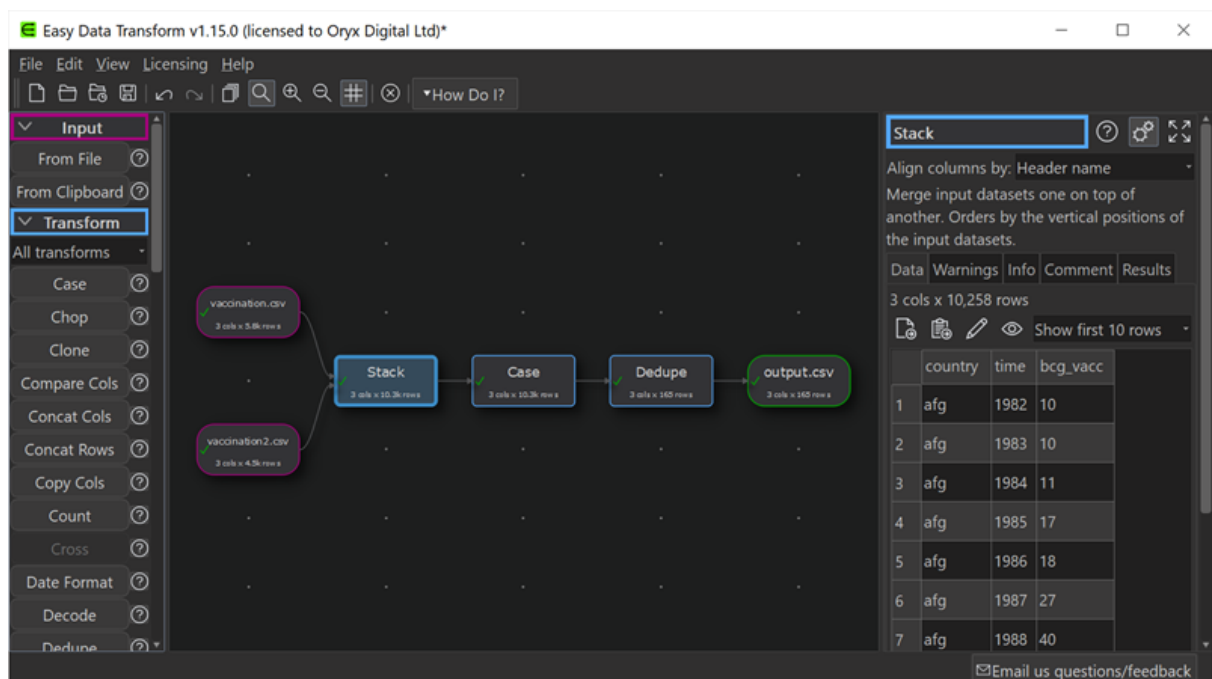 Easy Data Transform v1.15.0 (licensed to Oryx Digital Ltd)*
File Edit View Licensing Help
How Do I?
Input
From File
From Clipboard
Transform
All transforms
Case
Chop
Clone
Compare Cols
Concat Cols
Concat Rows
Copy Cols
Count
Cross
Date Format
Decode
Dedupe
vaccination.csv
3 cols x 5.8k rows
vaccination2.csv
3 cols x 4.5k rows
Stack
3 cols x 10.3k rows
Case
3 cols x 10.3k rows
Dedupe
3 cols x 165 rows
output.csv
3 cols x 165 rows
Stack
Align columns by: Header name
Merge input datasets one on top of
another. Orders by the vertical positions of
the input datasets.
Data Warnings Info Comment Results
3 cols x 10,258 rows
Show first 10 rows
country time bcg_vacc
1 afg 1982 10
2 afg 1983 10
3 afg 1984 11
4 afg 1985 17
5 afg 1986 18
6 afg 1987 27
7 afg 1988 40
Email us questions/feedback